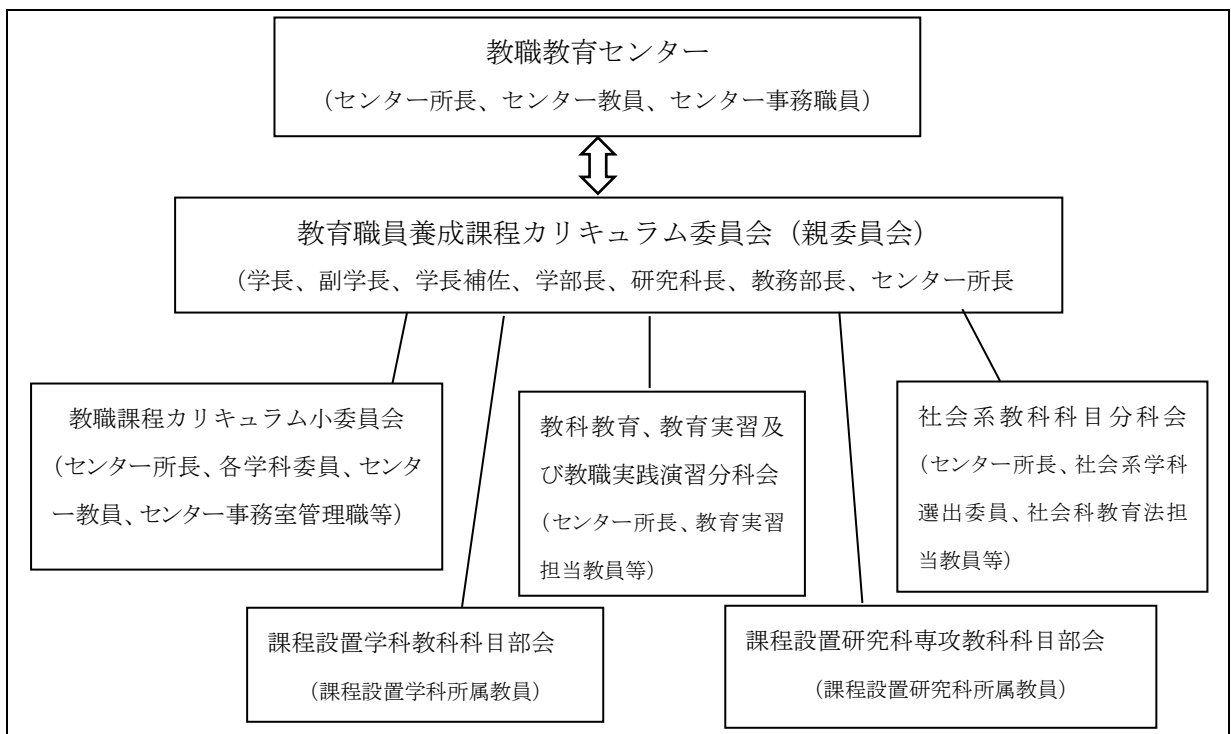 教職教育センター
（センター所長、センター教員、センター事務職員）
教育職員養成課程カリキュラム委員会（親委員会）
（学長、副学長、学長補佐、学部長、研究科長、教務部長、センター所長
教職課程カリキュラム小委員会
（センター所長、各学科委員、センタ
ー教員、センター事務室管理職等）
教科教育、教育実習及
び教職実践演習分科会
（センター所長、教育実習
担当教員等）
社会系教科科目分科会
（センター所長、社会系学科
選出委員、社会科教育法担
当教員等）
課程設置学科教科科目部会
（課程設置学科所属教員）
課程設置研究科専攻教科科目部会
（課程設置研究科所属教員）